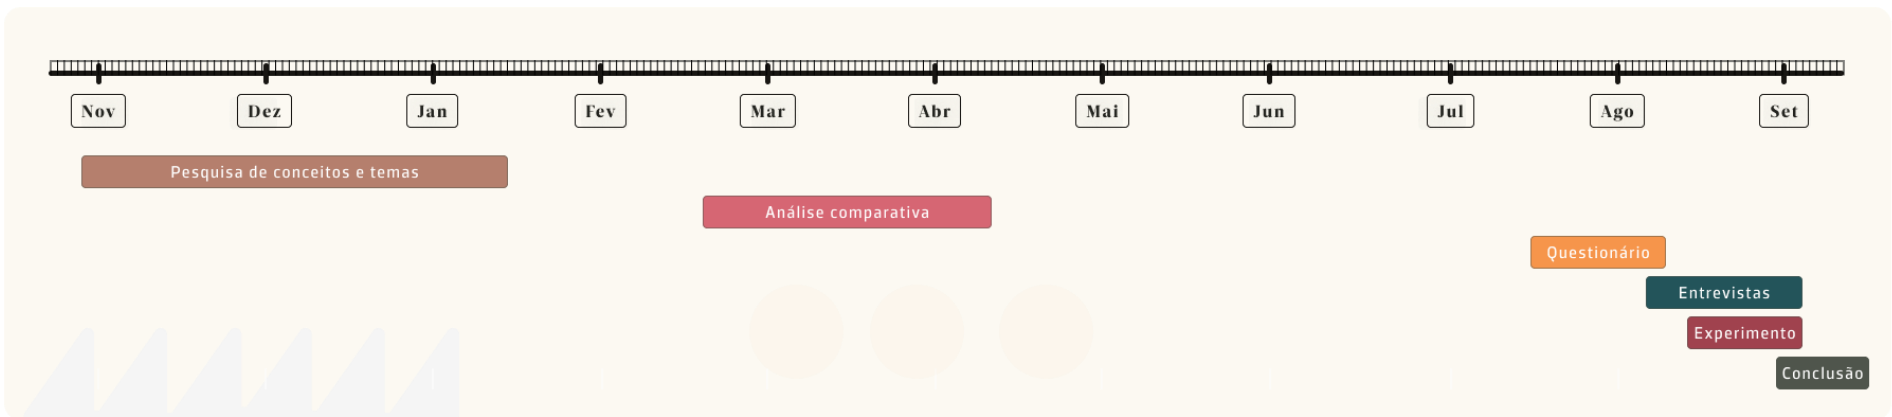 Nov Dez Jan Fev Mar Abr Mai Jun Jul Ago Set
Pesquisa de conceitos e temas
Análise comparativa
Questionário
Entrevistas
Experimento
Conclusão